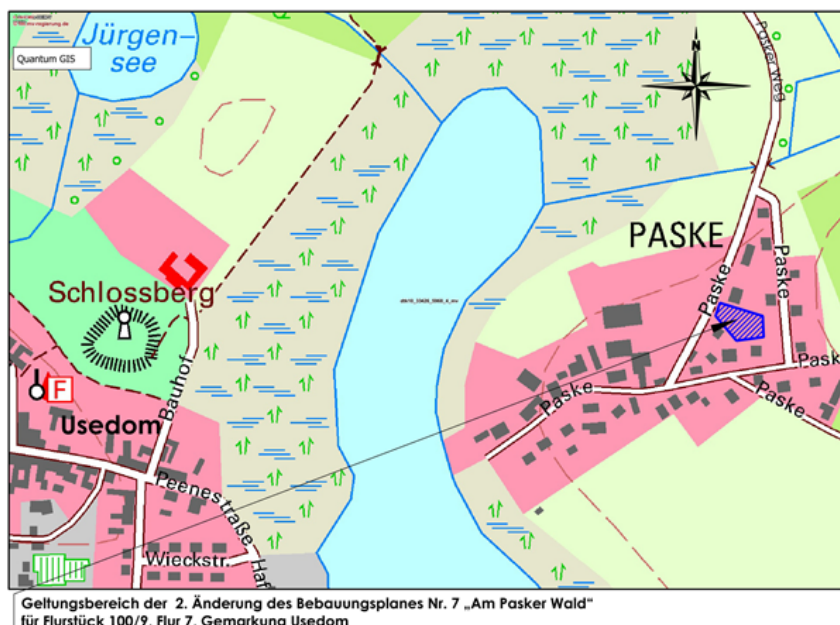 Jürgen-
see
Quantum GIS
Pasker Weg
N
PASKE
Schlossberg
Paske
Paske
F
Bauhof
Usedom
Paske
Paske
Peenestraße
Wieckstr.
Geltungsbereich der 2. Änderung des Bebauungsplanes Nr. 7 „Am Pasker Wald“
für Flurstück 100/9, Flur 7, Gemarkung Usedom